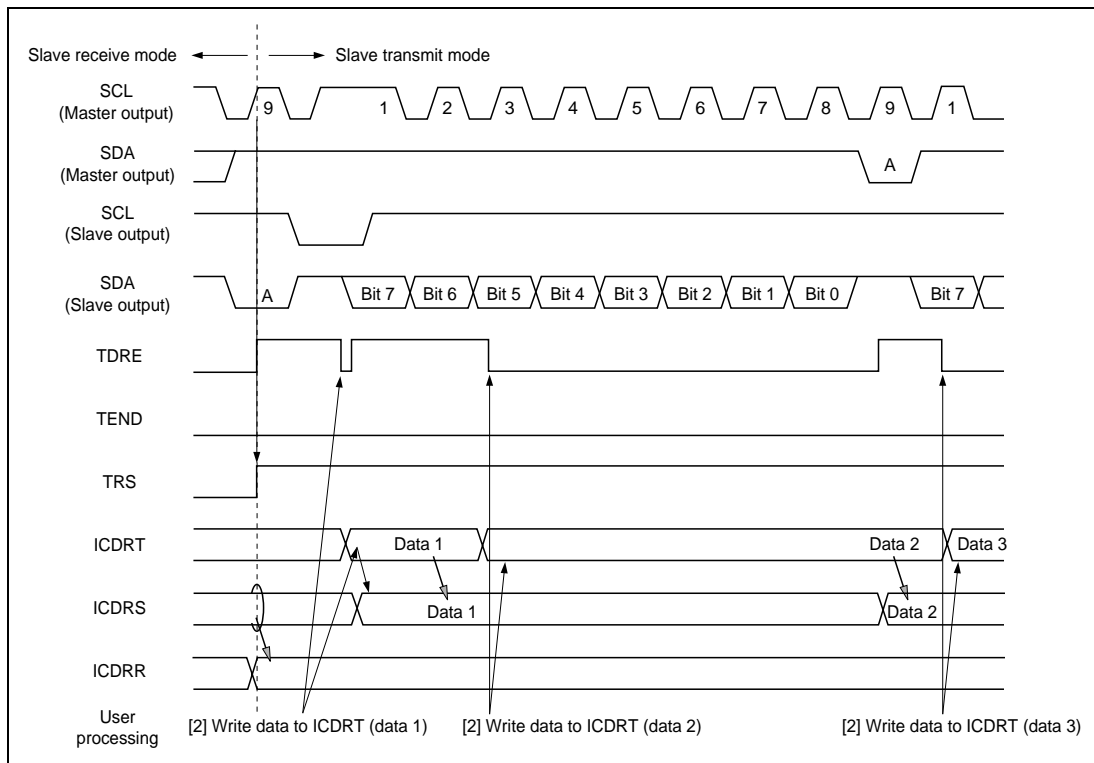 Slave receive mode
Slave transmit mode
SCL
(Master output)
9 1 2 3 4 5 6 7 8 9 1
SDA
(Master output)
A
SCL
(Slave output)
SDA
(Slave output)
A Bit 7 Bit 6 Bit 5 Bit 4 Bit 3 Bit 2 Bit 1 Bit 0 Bit 7
TDRE
TEND
TRS
ICDRT
Data 1 Data 2 Data 3
ICDRS
Data 1 Data 2
ICDRR
User
processing
[2] Write data to ICDRT (data 1) [2] Write data to ICDRT (data 2) [2] Write data to ICDRT (data 3)